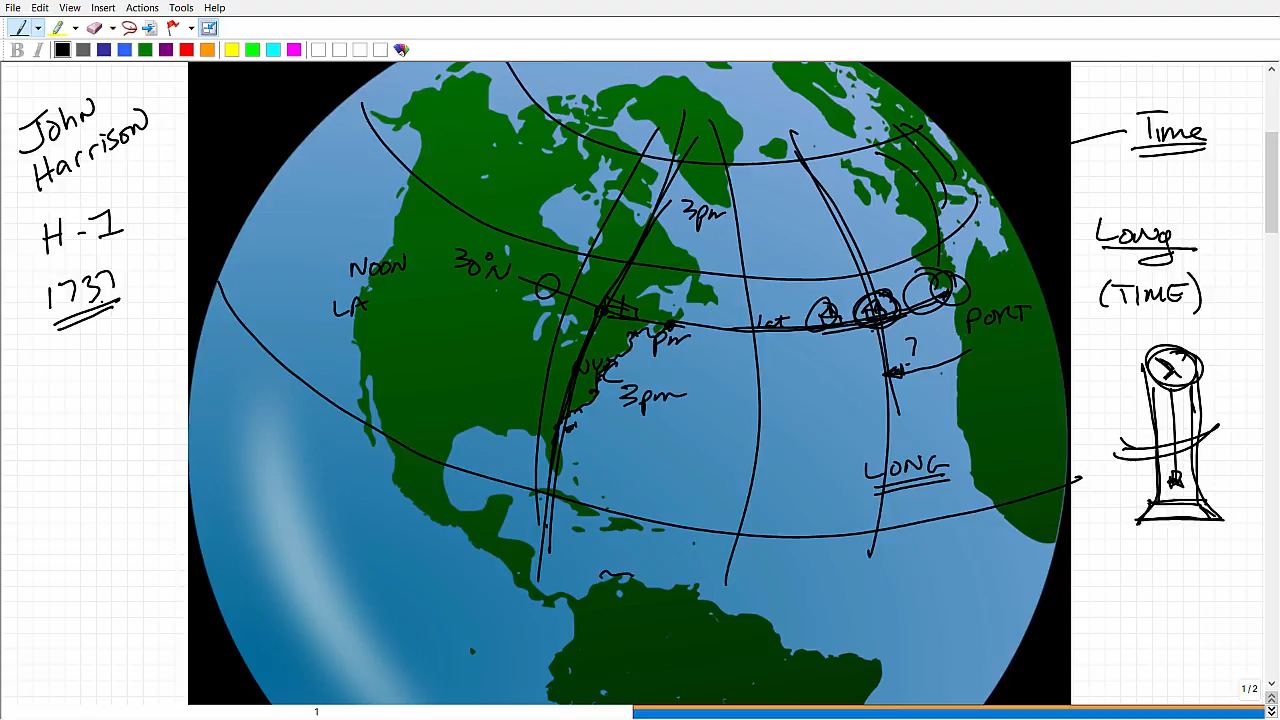 File Edit View Insert Actions Tools Help
B I
John
Harrison
H-1
1737
NOON
LA
30°N
3pm
Lat
pm
NYC
3pm
?
PORT
LONG
Time
Long
(TIME)
1/2
1